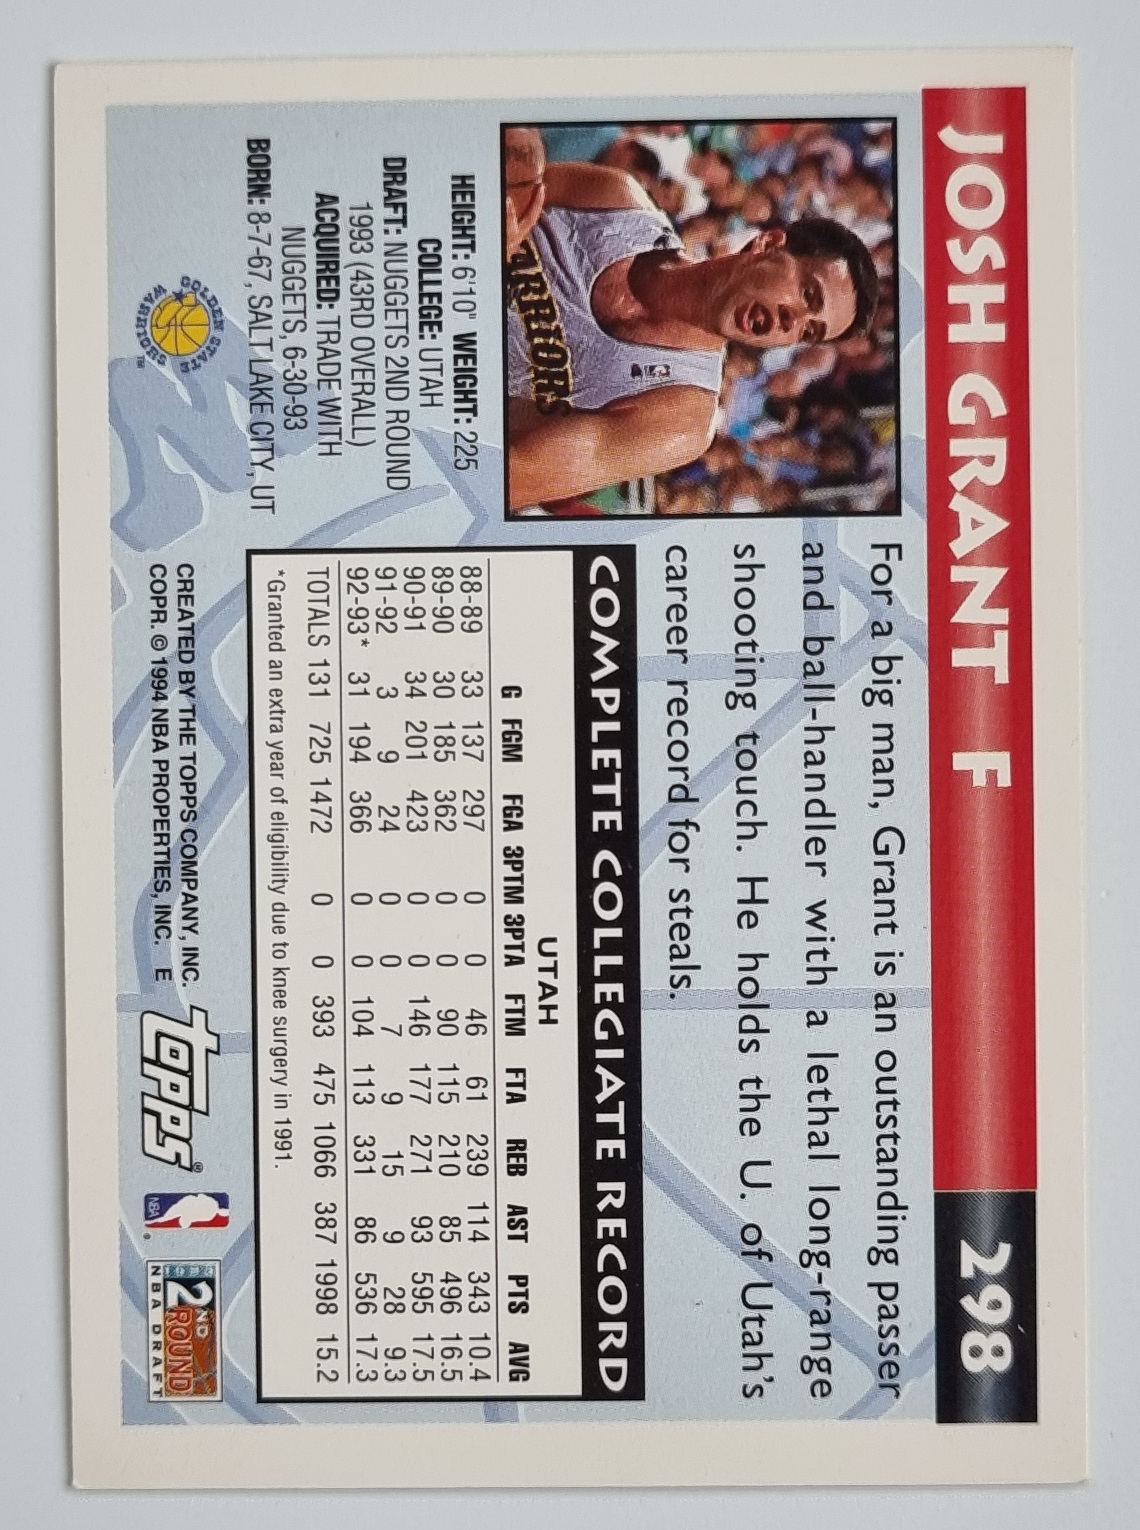 JOSH GRANT F 298
For a big man, Grant is an outstanding passer
and ball-handler with a lethal long-range
shooting touch. He holds the U. of Utah's
career record for steals.
WARRIORS
HEIGHT: 6'10" WEIGHT: 225
COLLEGE: UTAH
DRAFT: NUGGETS 2ND ROUND
1993 (43RD OVERALL)
ACQUIRED: TRADE WITH
NUGGETS, 6-30-93
BORN: 8-7-67, SALT LAKE CITY, UT
GOLDEN STATE
WARRIORS™
COMPLETE COLLEGIATE RECORD
UTAH
G FGM FGA 3PTM 3PTA FTM FTA REB AST PTS AVG
88-89 33 137 297 0 0 46 61 239 114 343 10.4
89-90 30 185 362 0 0 90 115 210 85 496 16.5
90-91 34 201 423 0 0 146 177 271 93 595 17.5
91-92 3 9 24 0 0 7 9 15 9 28 9.3
92-93* 31 194 366 0 0 104 113 331 86 536 17.3
TOTALS 131 725 1472 0 0 393 475 1066 387 1998 15.2
*Granted an extra year of eligibility due to knee surgery in 1991.
CREATED BY THE TOPPS COMPANY, INC.
COPR. © 1994 NBA PROPERTIES, INC. E
TOPPS®
NBA
2ND
ROUND
NBA DRAFT